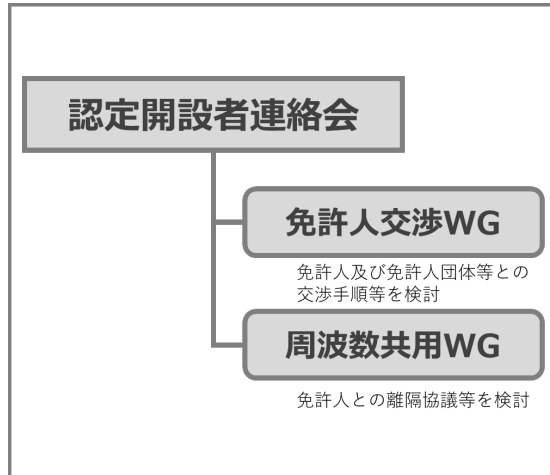 認定開設者連絡会
免許人交渉WG
免許人及び免許人団体等との
交渉手順等を検討
周波数共用WG
免許人との離隔協議等を検討